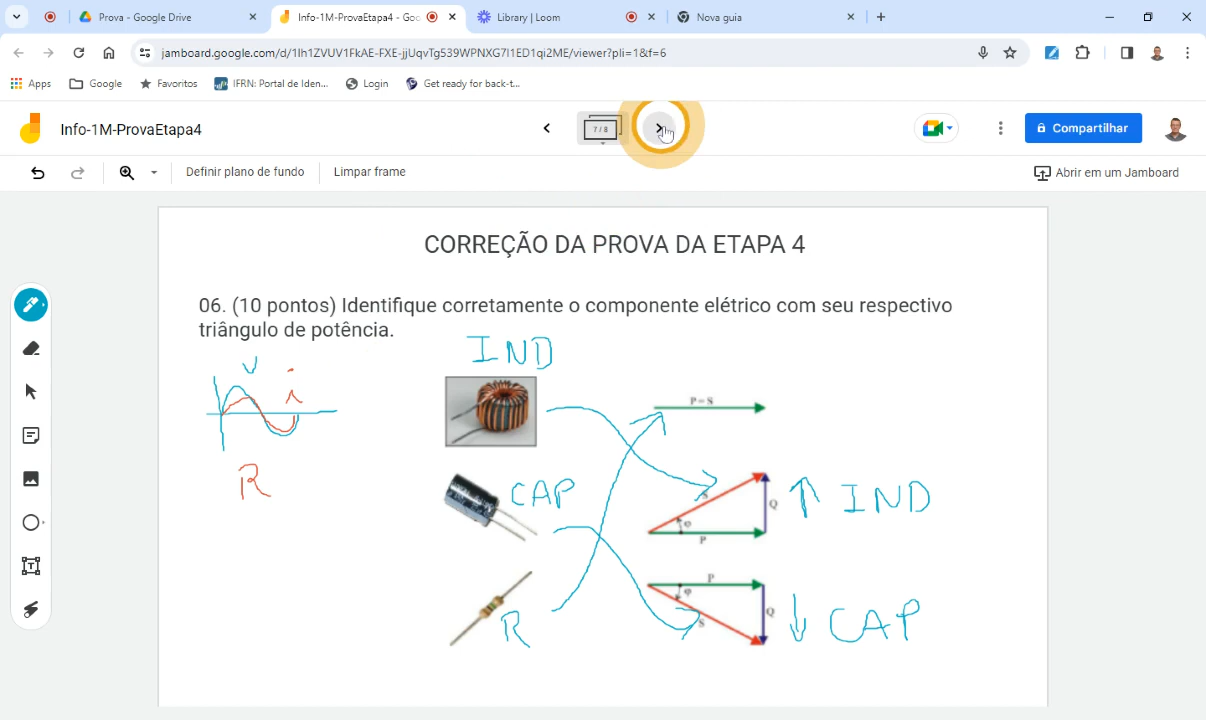 Prova - Google Drive
Info-1M-ProvaEtapa4 - Goo
Library | Loom
Nova guia
jamboard.google.com/d/1Ih1ZVUV1FkAE-FXE-jjUqvTg539WPNXG7I1ED1qi2ME/viewer?pli=1&f=6
Apps
Google
Favoritos
IFRN: Portal de Iden...
Login
Get ready for back-t...
Info-1M-ProvaEtapa4
7 / 8
Compartilhar
Definir plano de fundo
Limpar frame
Abrir em um Jamboard
CORREÇÃO DA PROVA DA ETAPA 4
06. (10 pontos) Identifique corretamente o componente elétrico com seu respectivo
triângulo de potência.
IND
V
i
R
P = S
CAP
S
Q
φ
P
IND
R
P
φ
S
Q
CAP